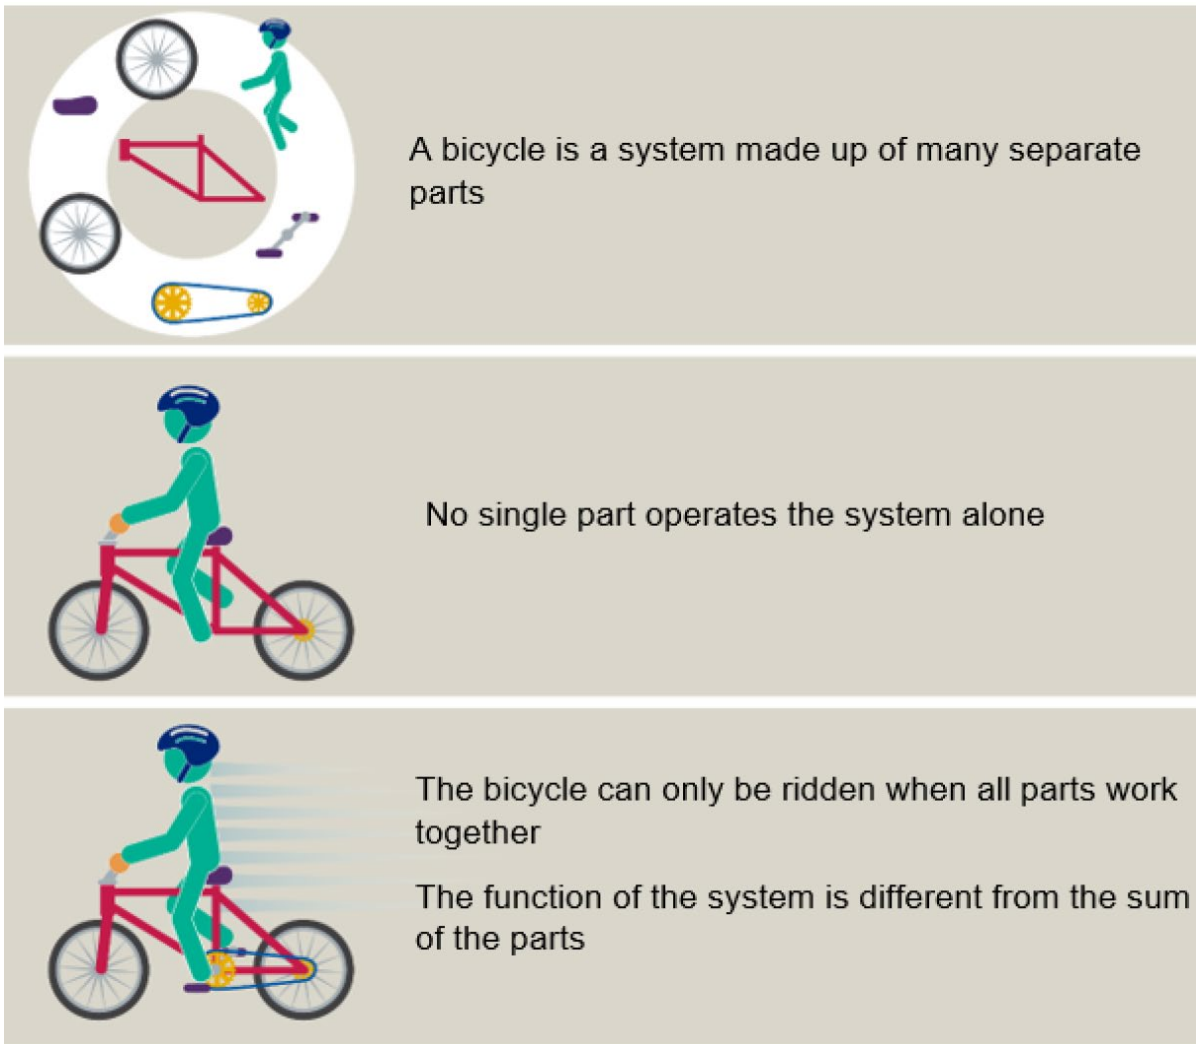 A bicycle is a system made up of many separate
parts
No single part operates the system alone
The bicycle can only be ridden when all parts work
together
The function of the system is different from the sum
of the parts